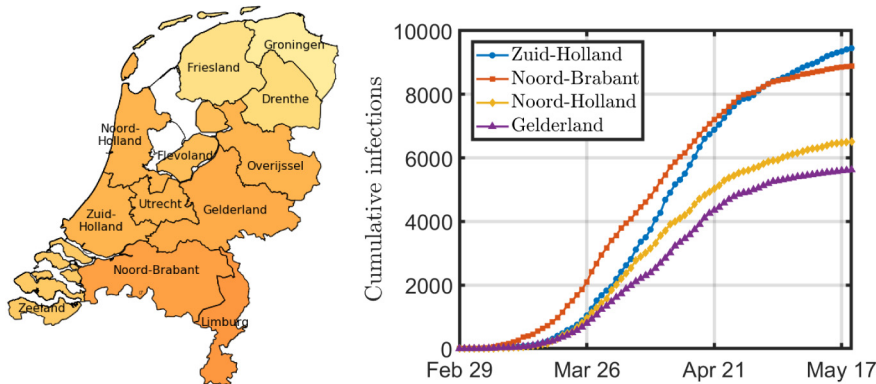 Groningen
Friesland
Drenthe
Noord-
Holland
Flevoland
Overijssel
Utrecht
Gelderland
Zuid-
Holland
Noord-Brabant
Zeeland
Limburg
Cumulative infections
10000
8000
6000
4000
2000
0
Zuid-Holland
Noord-Brabant
Noord-Holland
Gelderland
Feb 29
Mar 26
Apr 21
May 17